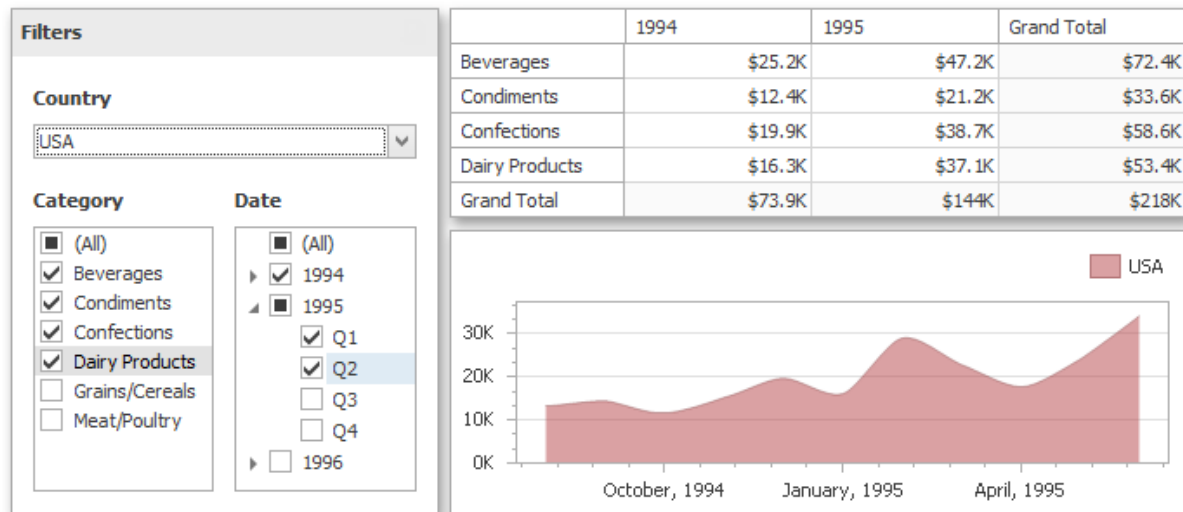 Filters
Country
USA
Category
(All)
Beverages
Condiments
Confections
Dairy Products
Grains/Cereals
Meat/Poultry
Date
(All)
1994
1995
Q1
Q2
Q3
Q4
1996
1994 1995 Grand Total
Beverages $25.2K $47.2K $72.4K
Condiments $12.4K $21.2K $33.6K
Confections $19.9K $38.7K $58.6K
Dairy Products $16.3K $37.1K $53.4K
Grand Total $73.9K $144K $218K
USA
30K
20K
10K
0K
October, 1994 January, 1995 April, 1995